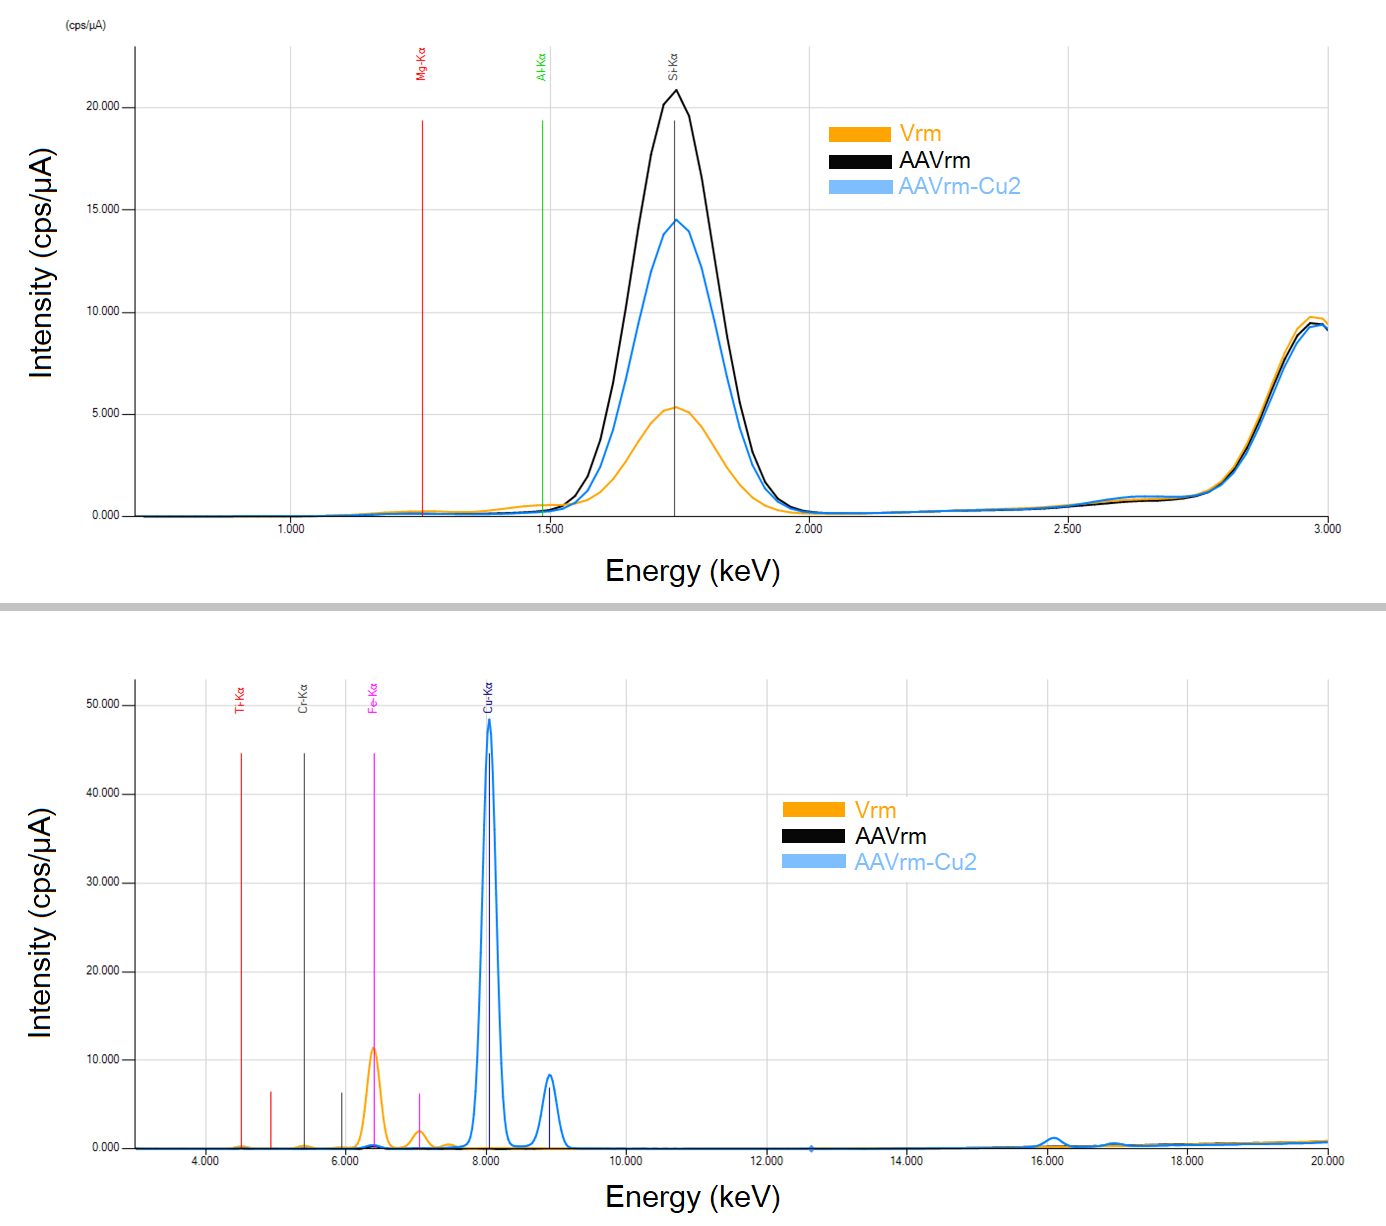 (cps/µA)
Intensity (cps/µA)
Mg-Kα
Al-Kα
Si-Kα
Vrm
AAVrm
AAVrm-Cu2
20.000
15.000
10.000
5.000
0.000
1.000 1.500 2.000 2.500 3.000
Energy (keV)
Intensity (cps/µA)
Ti-Kα
Cr-Kα
Fe-Kα
Cu-Kα
50.000
40.000
30.000
20.000
10.000
0.000
Vrm
AAVrm
AAVrm-Cu2
4.000 6.000 8.000 10.000 12.000 14.000 16.000 18.000 20.000
Energy (keV)